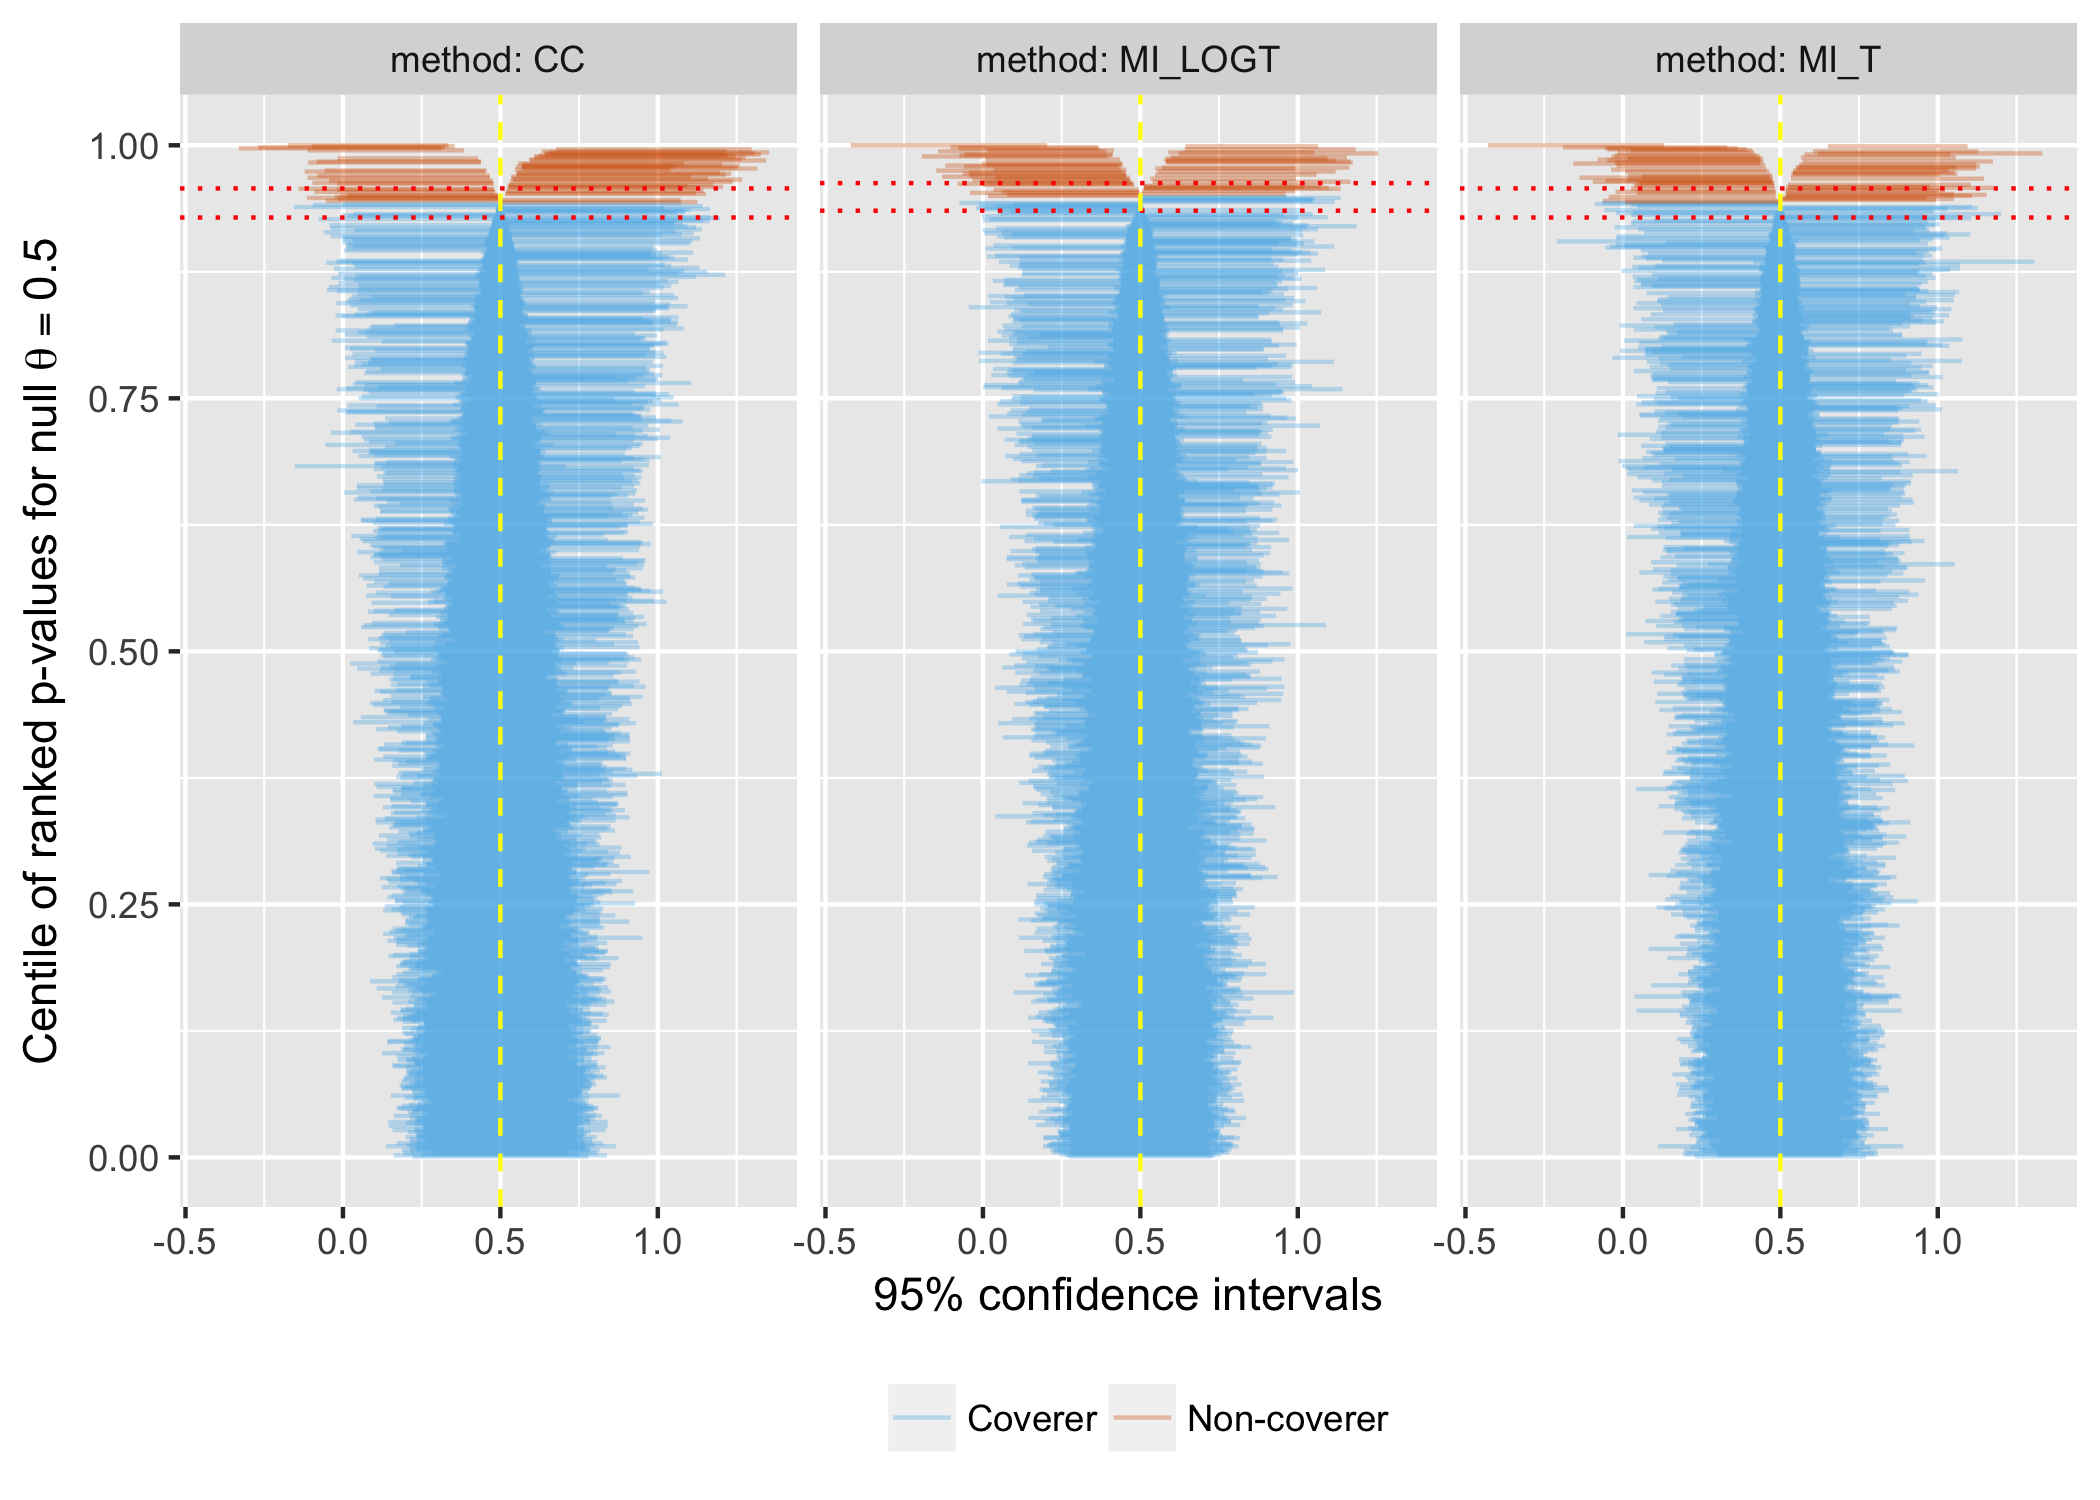 method: CC
method: MI_LOGT
method: MI_T
Centile of ranked p-values for null θ = 0.5
1.00
0.75
0.50
0.25
0.00
-0.5 0.0 0.5 1.0
-0.5 0.0 0.5 1.0
-0.5 0.0 0.5 1.0
95% confidence intervals
Coverer
Non-coverer